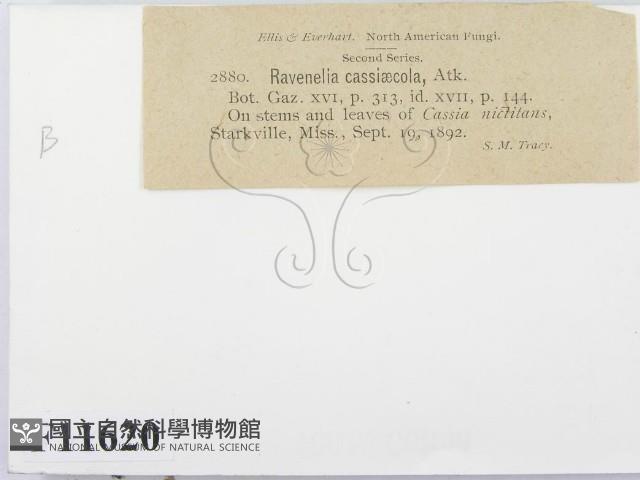 Ellis & Everhart. North American Fungi.
Second Series.
2880. Ravenelia cassiæcola, Atk.
Bot. Gaz. XVI, p. 313, id. XVII, p. 144.
On stems and leaves of Cassia nictitans,
Starkville, Miss., Sept. 19, 1892.
S. M. Tracy.
B
F11620
國立自然科學博物館
NATIONAL MUSEUM OF NATURAL SCIENCE